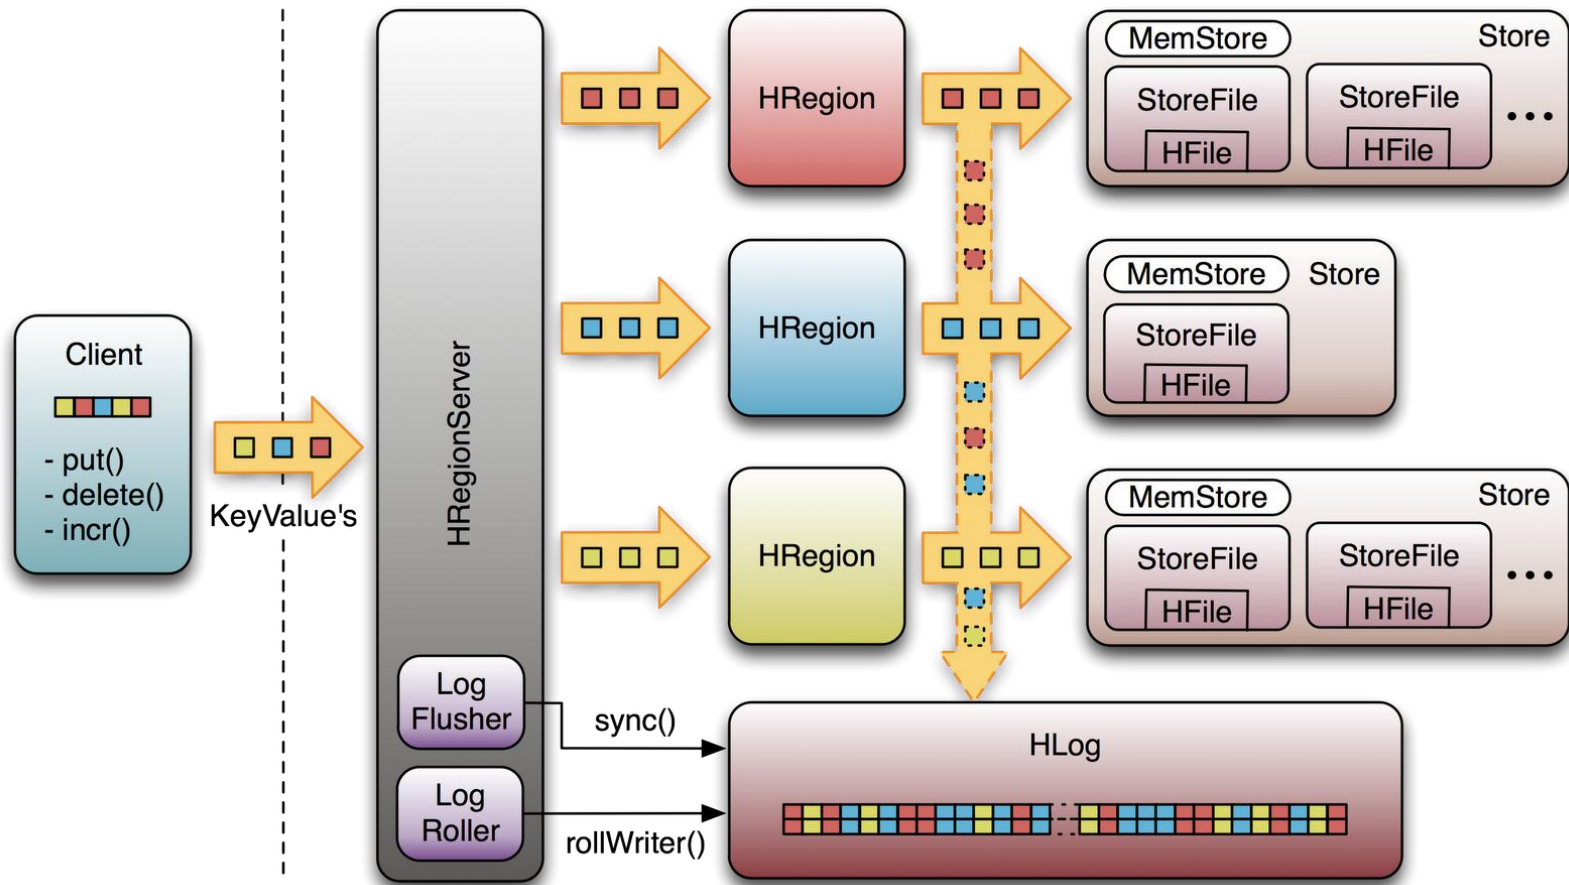 Client
- put()
- delete()
- incr()
KeyValue's
HRegionServer
Log
Flusher
Log
Roller
sync()
rollWriter()
HRegion
MemStore
Store
StoreFile
HFile
StoreFile
HFile
...
HRegion
MemStore
Store
StoreFile
HFile
HRegion
MemStore
Store
StoreFile
HFile
StoreFile
HFile
...
HLog